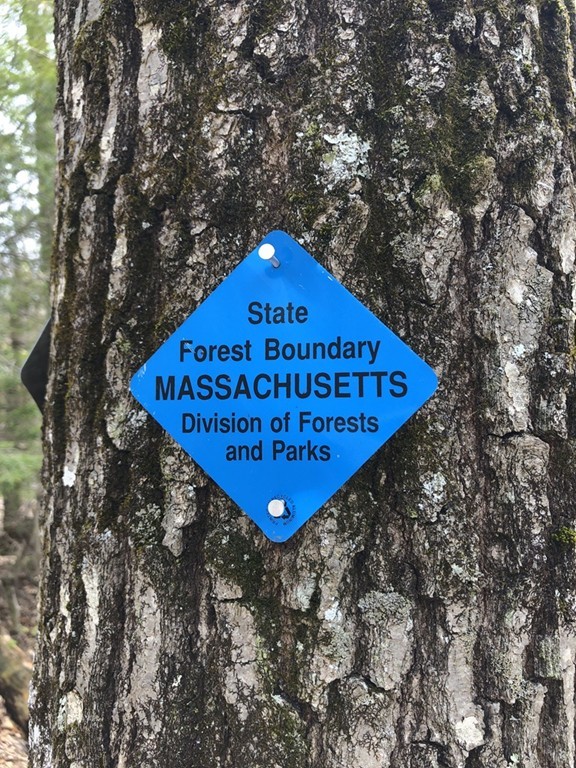 State
Forest Boundary
MASSACHUSETTS
Division of Forests
and Parks